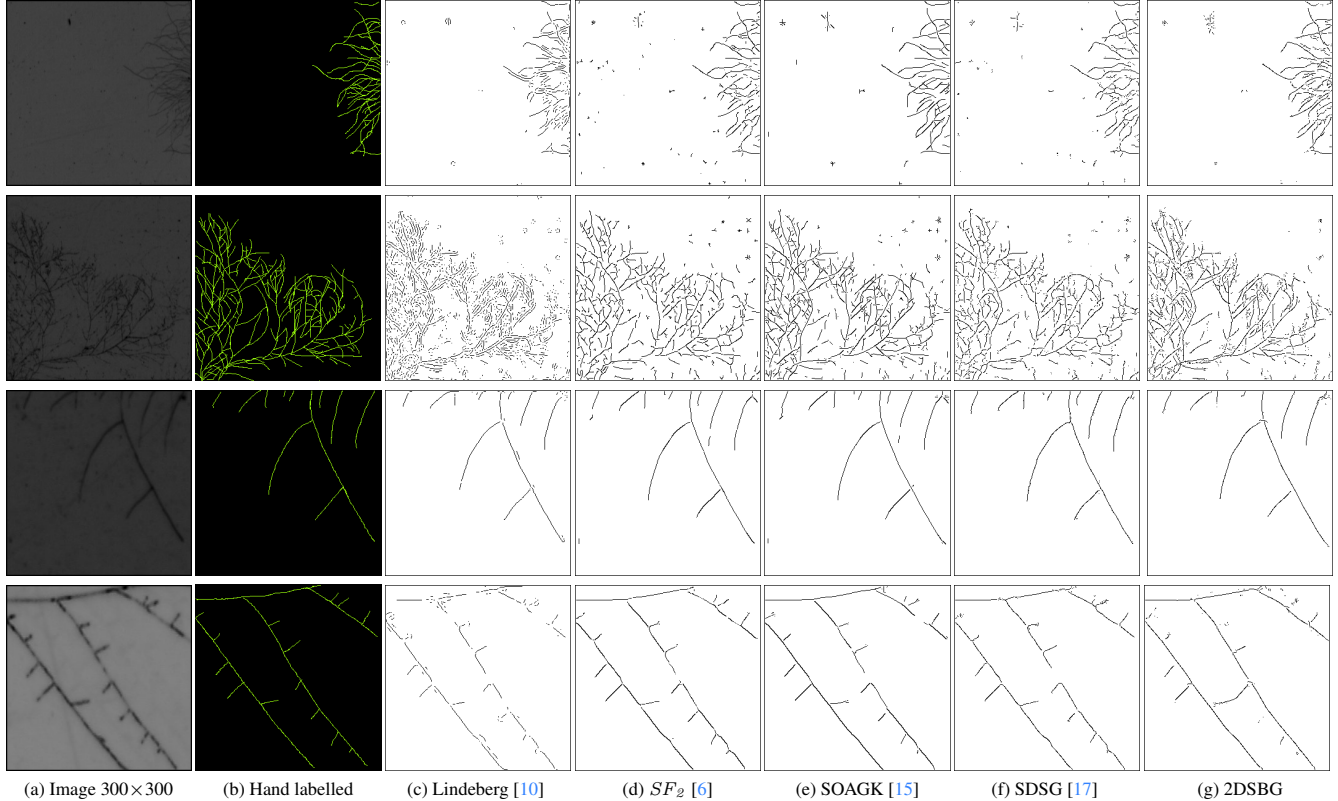 (a) Image 300×300 (b) Hand labelled (c) Lindeberg [10] (d) SF₂ [6] (e) SOAGK [15] (f) SDSG [17] (g) 2DSBG